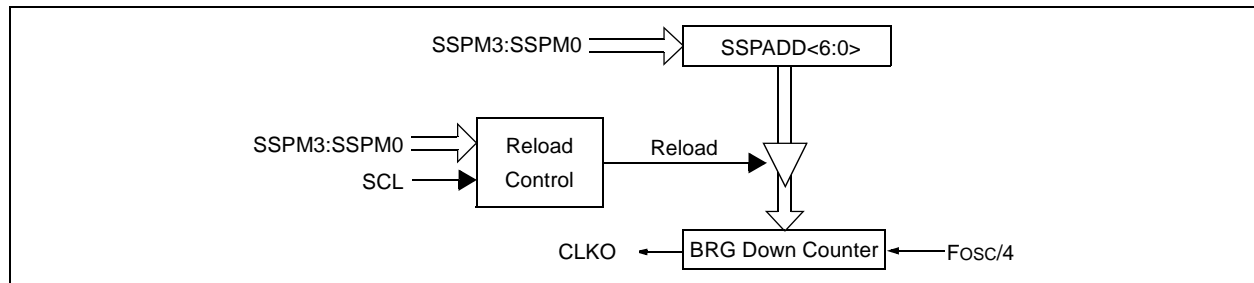 SSPM3:SSPM0
SSPADD<6:0>
SSPM3:SSPM0
SCL
Reload
Control
Reload
CLKO
BRG Down Counter
FOSC/4